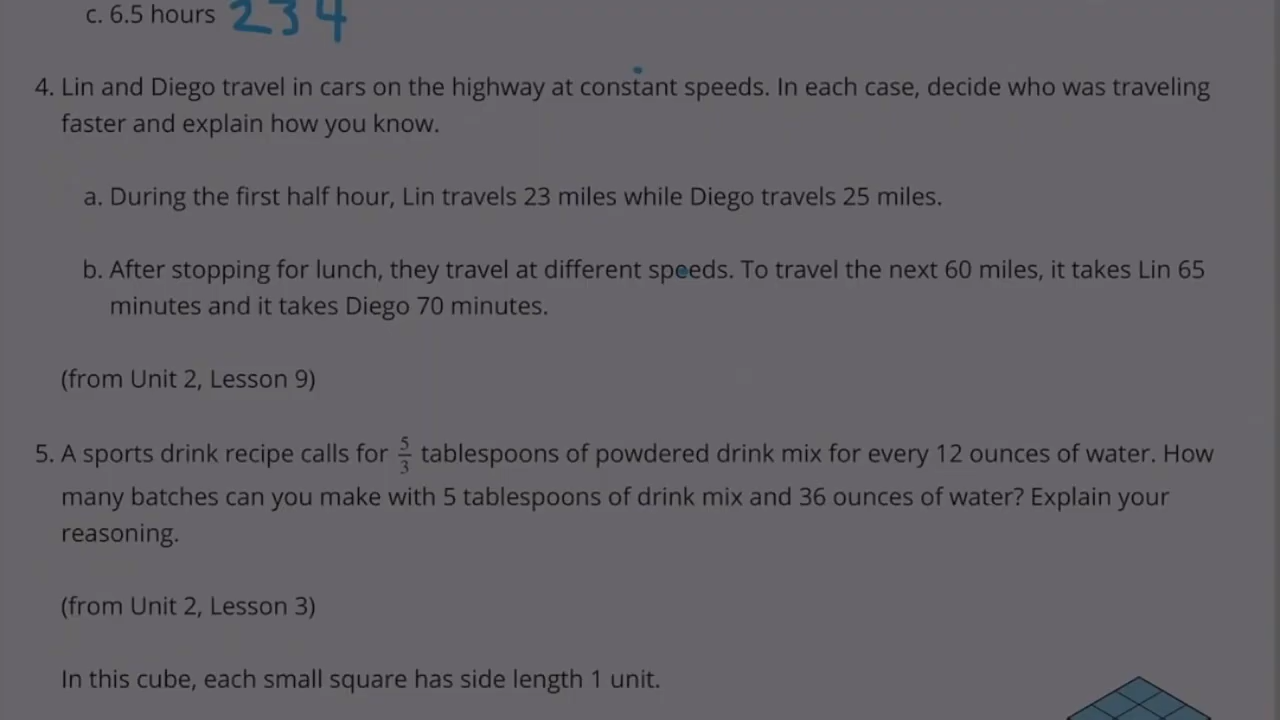 c. 6.5 hours 234
4. Lin and Diego travel in cars on the highway at constant speeds. In each case, decide who was traveling
faster and explain how you know.
a. During the first half hour, Lin travels 23 miles while Diego travels 25 miles.
b. After stopping for lunch, they travel at different speeds. To travel the next 60 miles, it takes Lin 65
minutes and it takes Diego 70 minutes.
(from Unit 2, Lesson 9)
5. A sports drink recipe calls for 5/3 tablespoons of powdered drink mix for every 12 ounces of water. How
many batches can you make with 5 tablespoons of drink mix and 36 ounces of water? Explain your
reasoning.
(from Unit 2, Lesson 3)
In this cube, each small square has side length 1 unit.